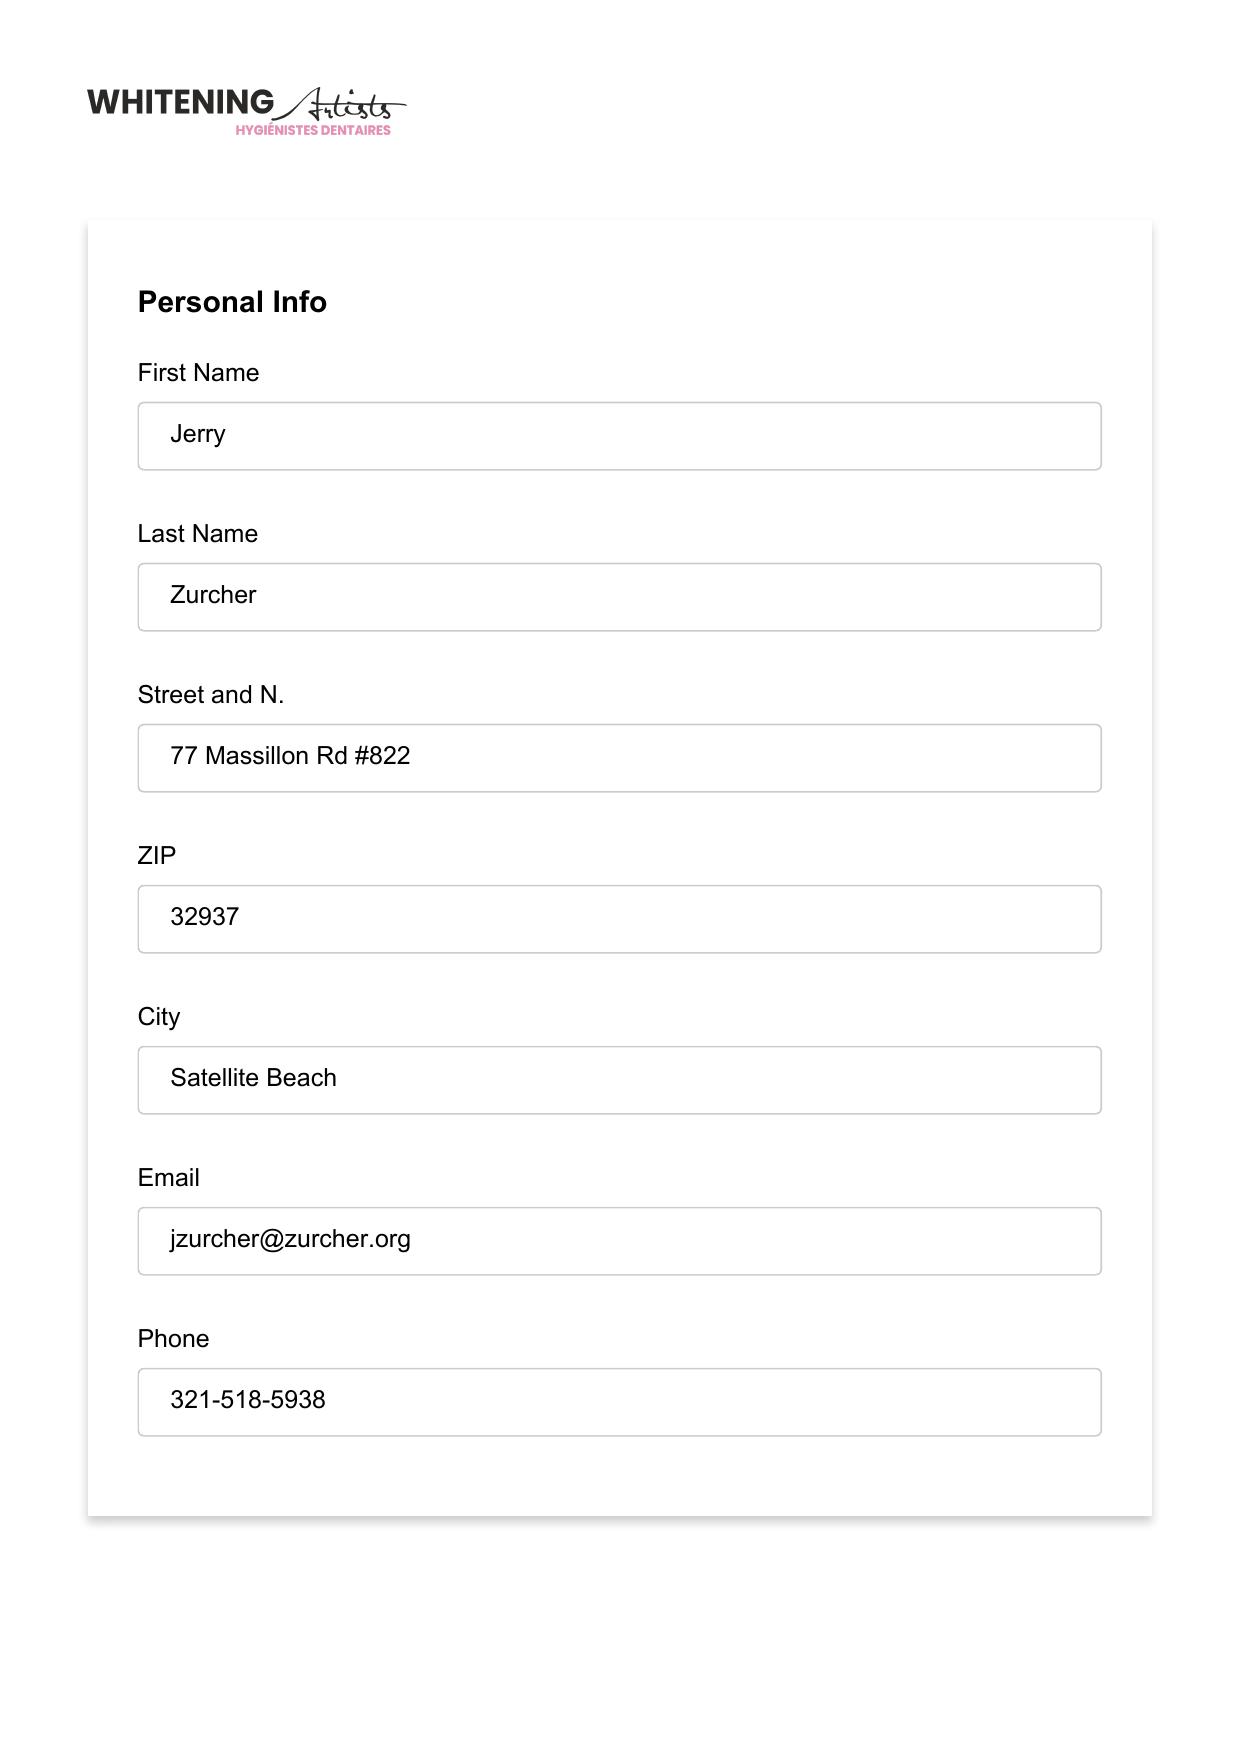 WHITENING Artists
HYGIÉNISTES DENTAIRES
Personal Info
First Name
Jerry
Last Name
Zurcher
Street and N.
77 Massillon Rd #822
ZIP
32937
City
Satellite Beach
Email
jzurcher@zurcher.org
Phone
321-518-5938